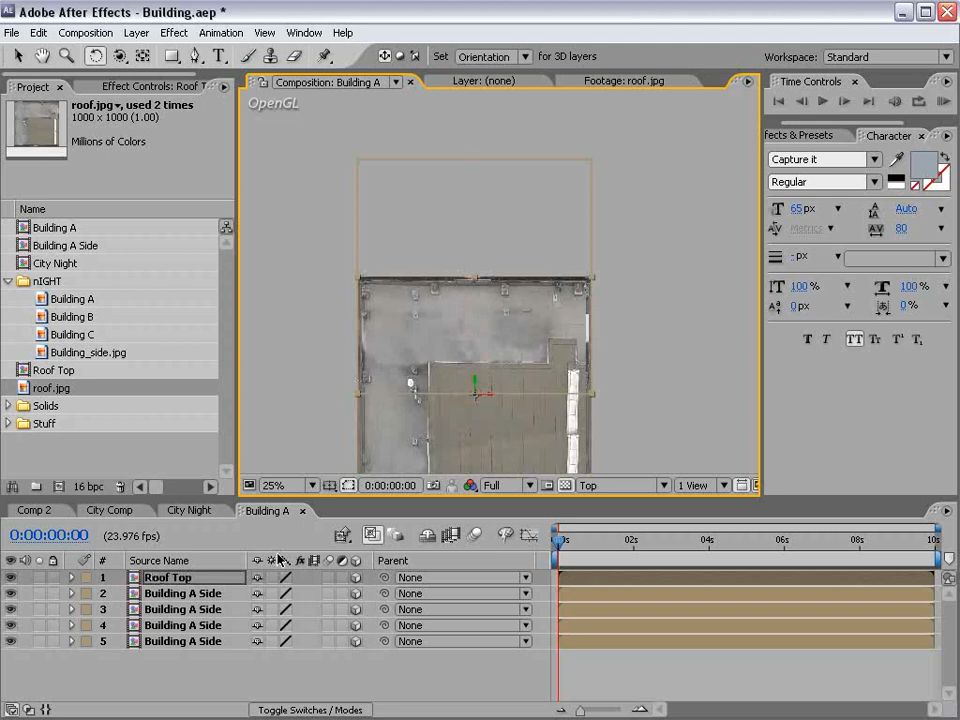 Adobe After Effects - Building.aep *
File Edit Composition Layer Effect Animation View Window Help
Set Orientation for 3D layers
Workspace: Standard
Project × Effect Controls: Roof T
roof.jpg, used 2 times
1000 x 1000 (1.00)
Millions of Colors
Name
Building A
Building A Side
City Night
nIGHT
Building A
Building B
Building C
Building_side.jpg
Roof Top
roof.jpg
Solids
Stuff
16 bpc
Composition: Building A × Layer: (none) Footage: roof.jpg
OpenGL
25% 0:00:00:00 Full Top 1 View
Time Controls ×
fects & Presets Character ×
Capture it
Regular
65 px Auto
Metrics 80
- px
100 % 100 %
0 px 0 %
T T TT Tr T¹ T₁
Comp 2 City Comp City Night Building A ×
0:00:00:00 (23.976 fps)
0s 02s 04s 06s 08s 10s
# Source Name Parent
1 Roof Top None
2 Building A Side None
3 Building A Side None
4 Building A Side None
5 Building A Side None
Toggle Switches / Modes